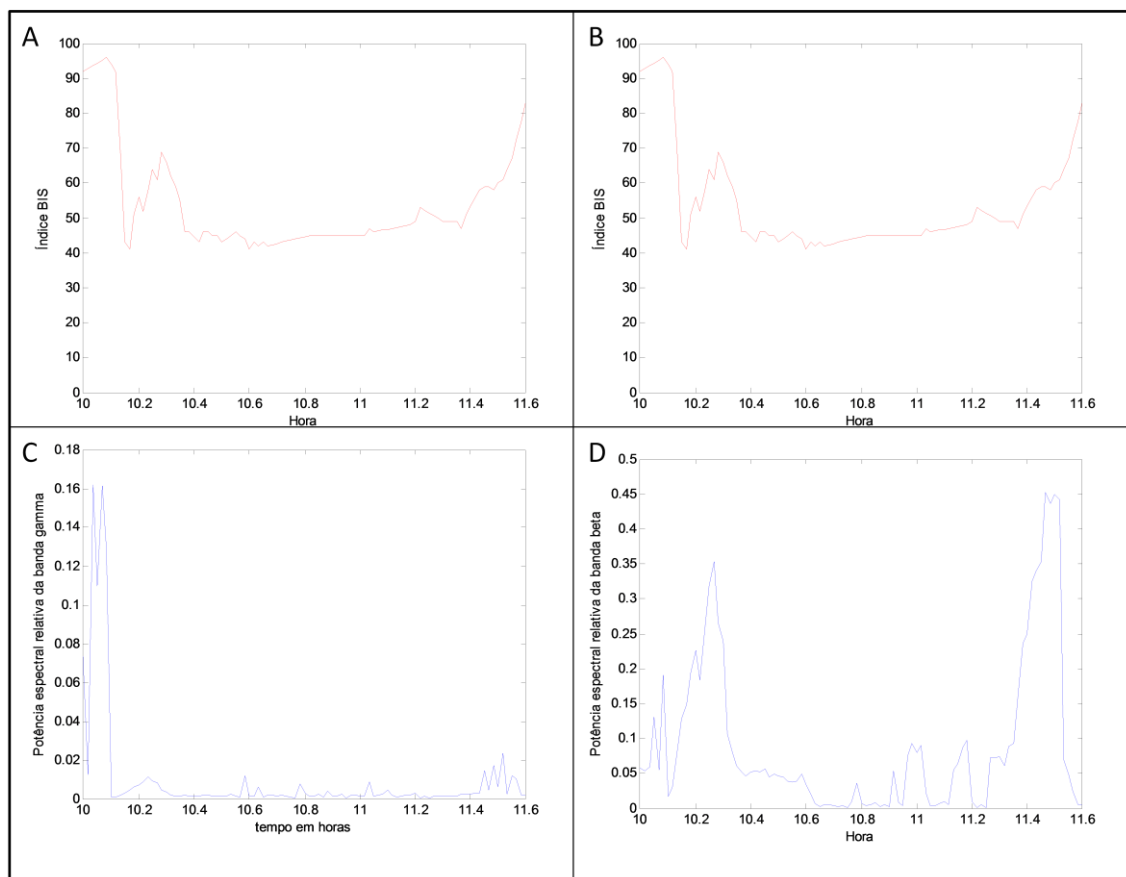 A
100
90
80
70
60
50
40
30
20
10
0
Índice BIS
10 10.2 10.4 10.6 10.8 11 11.2 11.4 11.6
Hora
B
100
90
80
70
60
50
40
30
20
10
0
Índice BIS
10 10.2 10.4 10.6 10.8 11 11.2 11.4 11.6
Hora
C
0.18
0.16
0.14
0.12
0.1
0.08
0.06
0.04
0.02
0
Potência espectral relativa da banda gamma
10 10.2 10.4 10.6 10.8 11 11.2 11.4 11.6
tempo em horas
D
0.5
0.45
0.4
0.35
0.3
0.25
0.2
0.15
0.1
0.05
0
Potência espectral relativa da banda beta
10 10.2 10.4 10.6 10.8 11 11.2 11.4 11.6
Hora